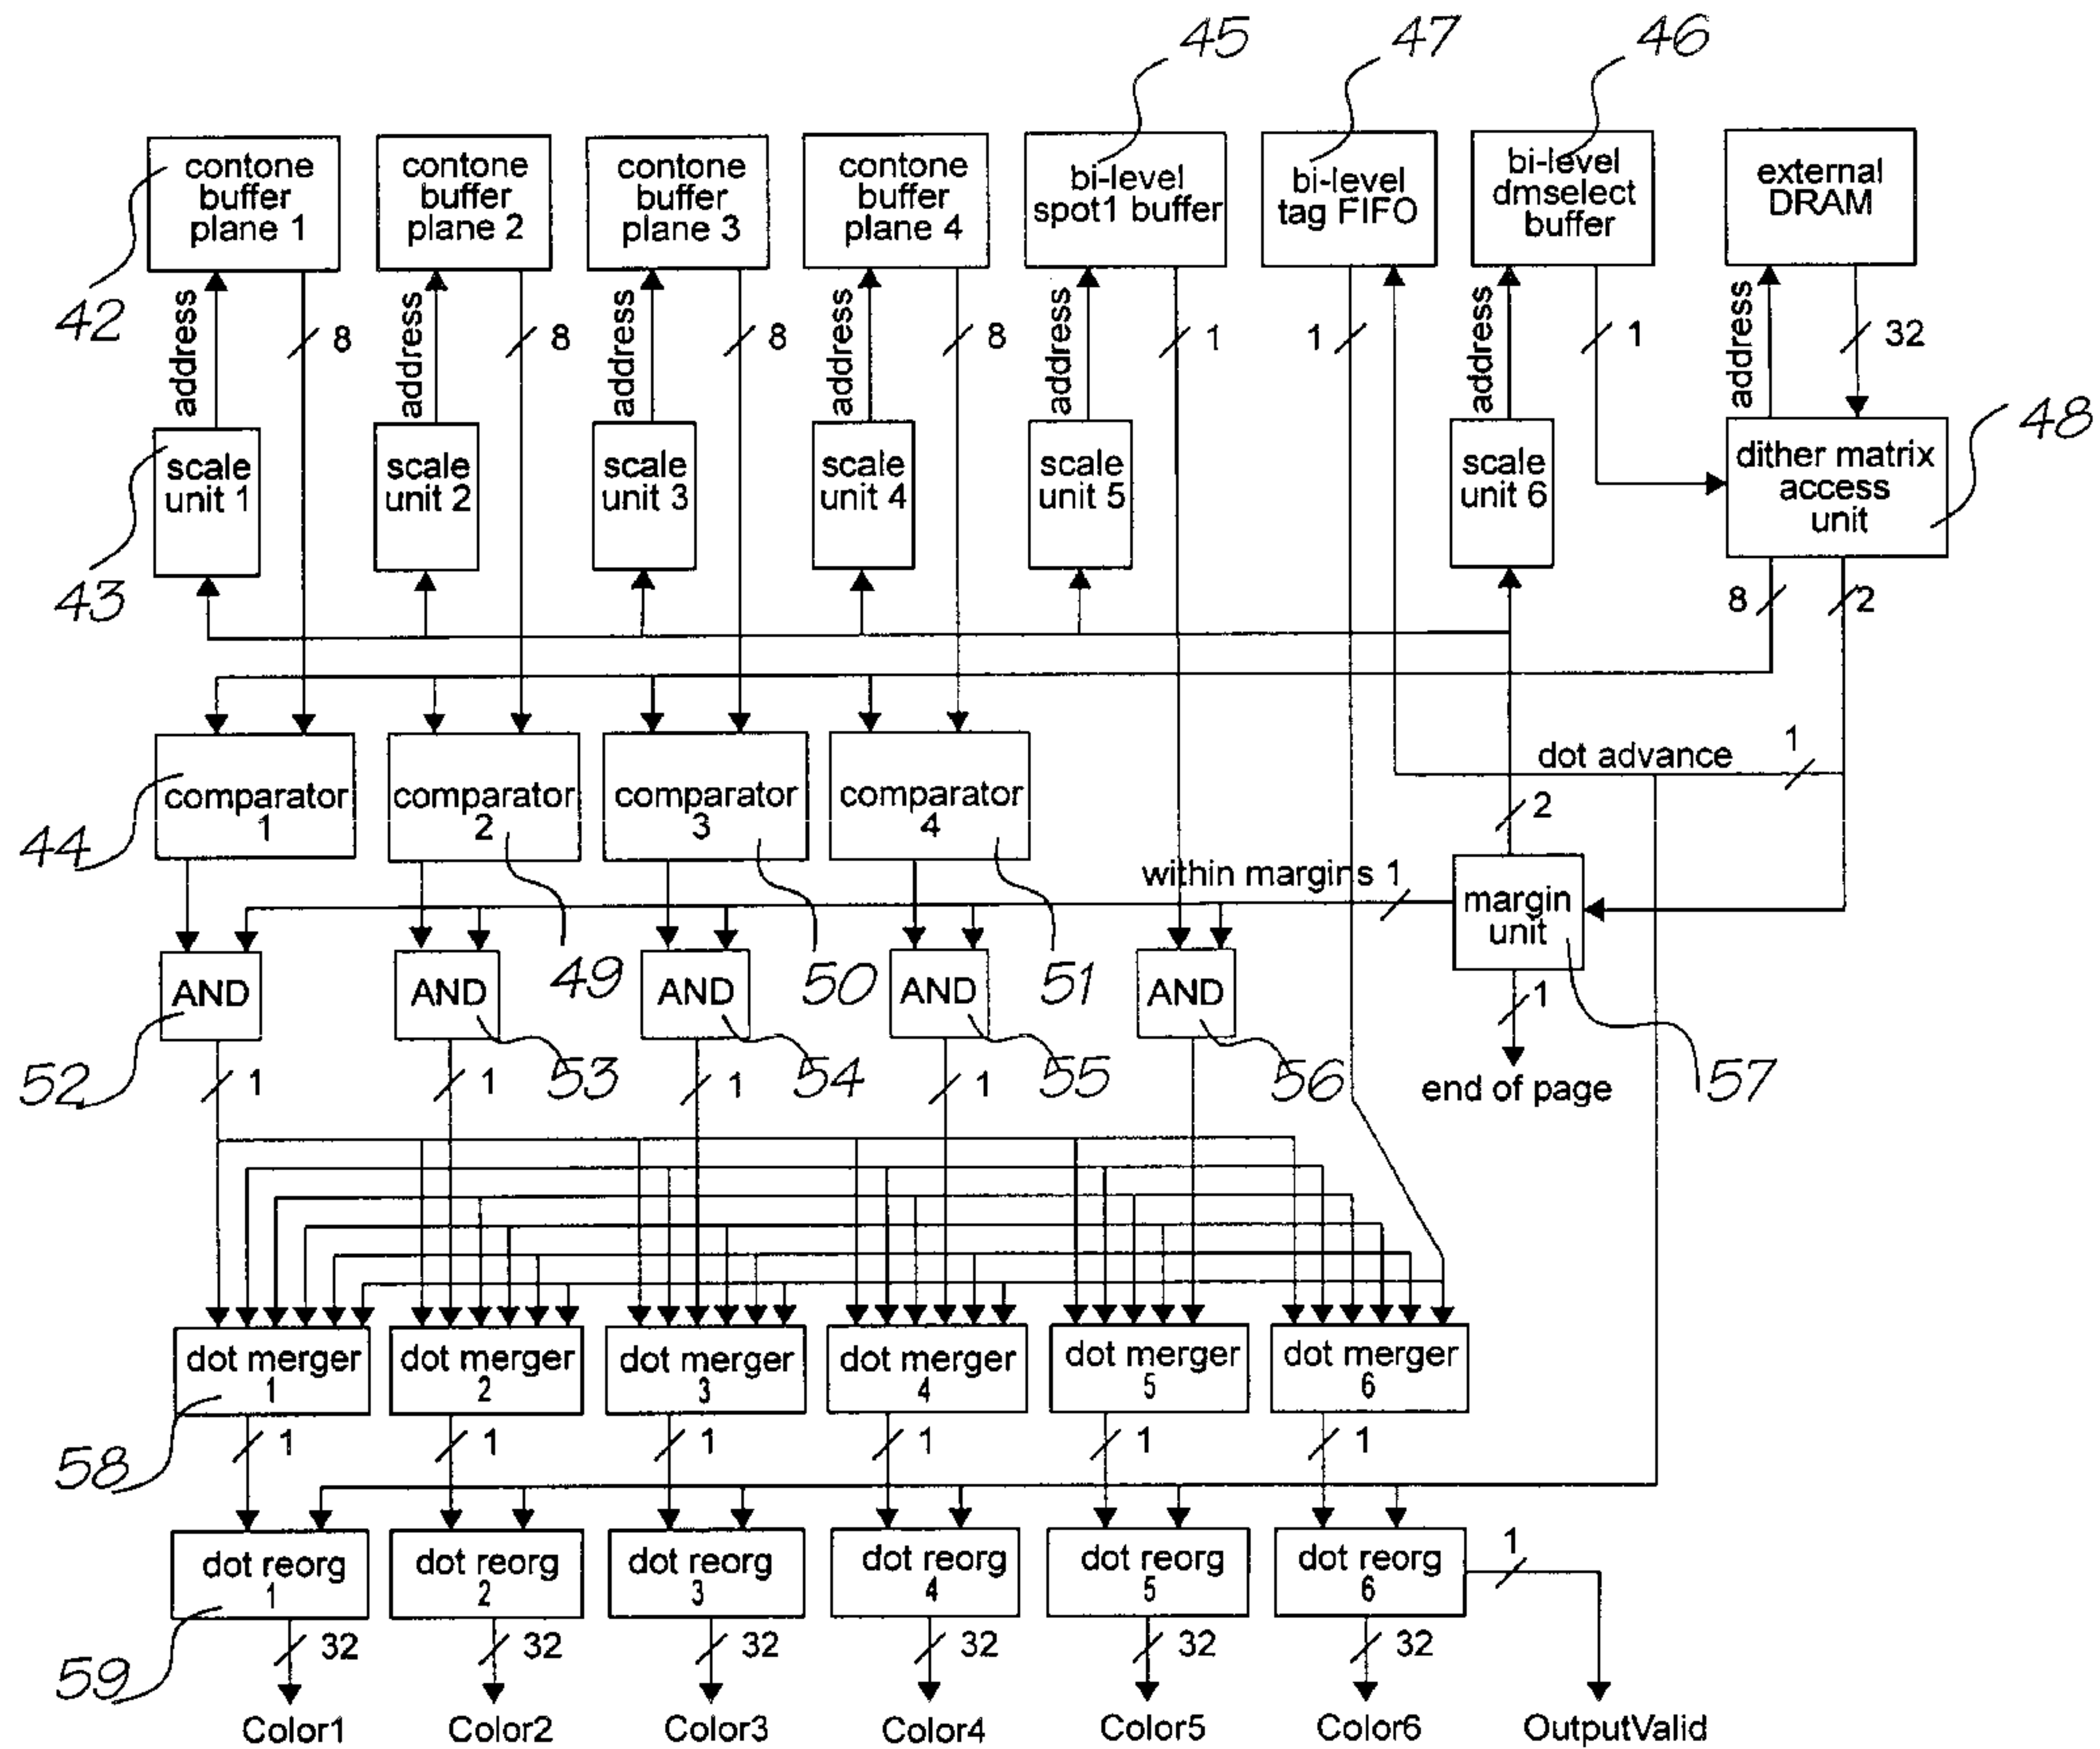 45
47
46
contone
buffer
plane 1
contone
buffer
plane 2
contone
buffer
plane 3
contone
buffer
plane 4
bi-level
spot1 buffer
bi-level
tag FIFO
bi-level
dmselect
buffer
external
DRAM
42
address
8
address
8
address
8
address
8
address
1
1
address
1
address
32
48
scale
unit 1
scale
unit 2
scale
unit 3
scale
unit 4
scale
unit 5
scale
unit 6
dither matrix
access
unit
43
8
2
dot advance
1
comparator
1
comparator
2
comparator
3
comparator
4
2
44
within margins 1
margin
unit
49
50
51
AND
AND
AND
AND
AND
1
52
1
1
53
1
54
1
55
56
end of page
57
dot merger
1
dot merger
2
dot merger
3
dot merger
4
dot merger
5
dot merger
6
58
1
1
1
1
1
1
dot reorg
1
dot reorg
2
dot reorg
3
dot reorg
4
dot reorg
5
dot reorg
6
1
59
32
32
32
32
32
32
Color1
Color2
Color3
Color4
Color5
Color6
OutputValid